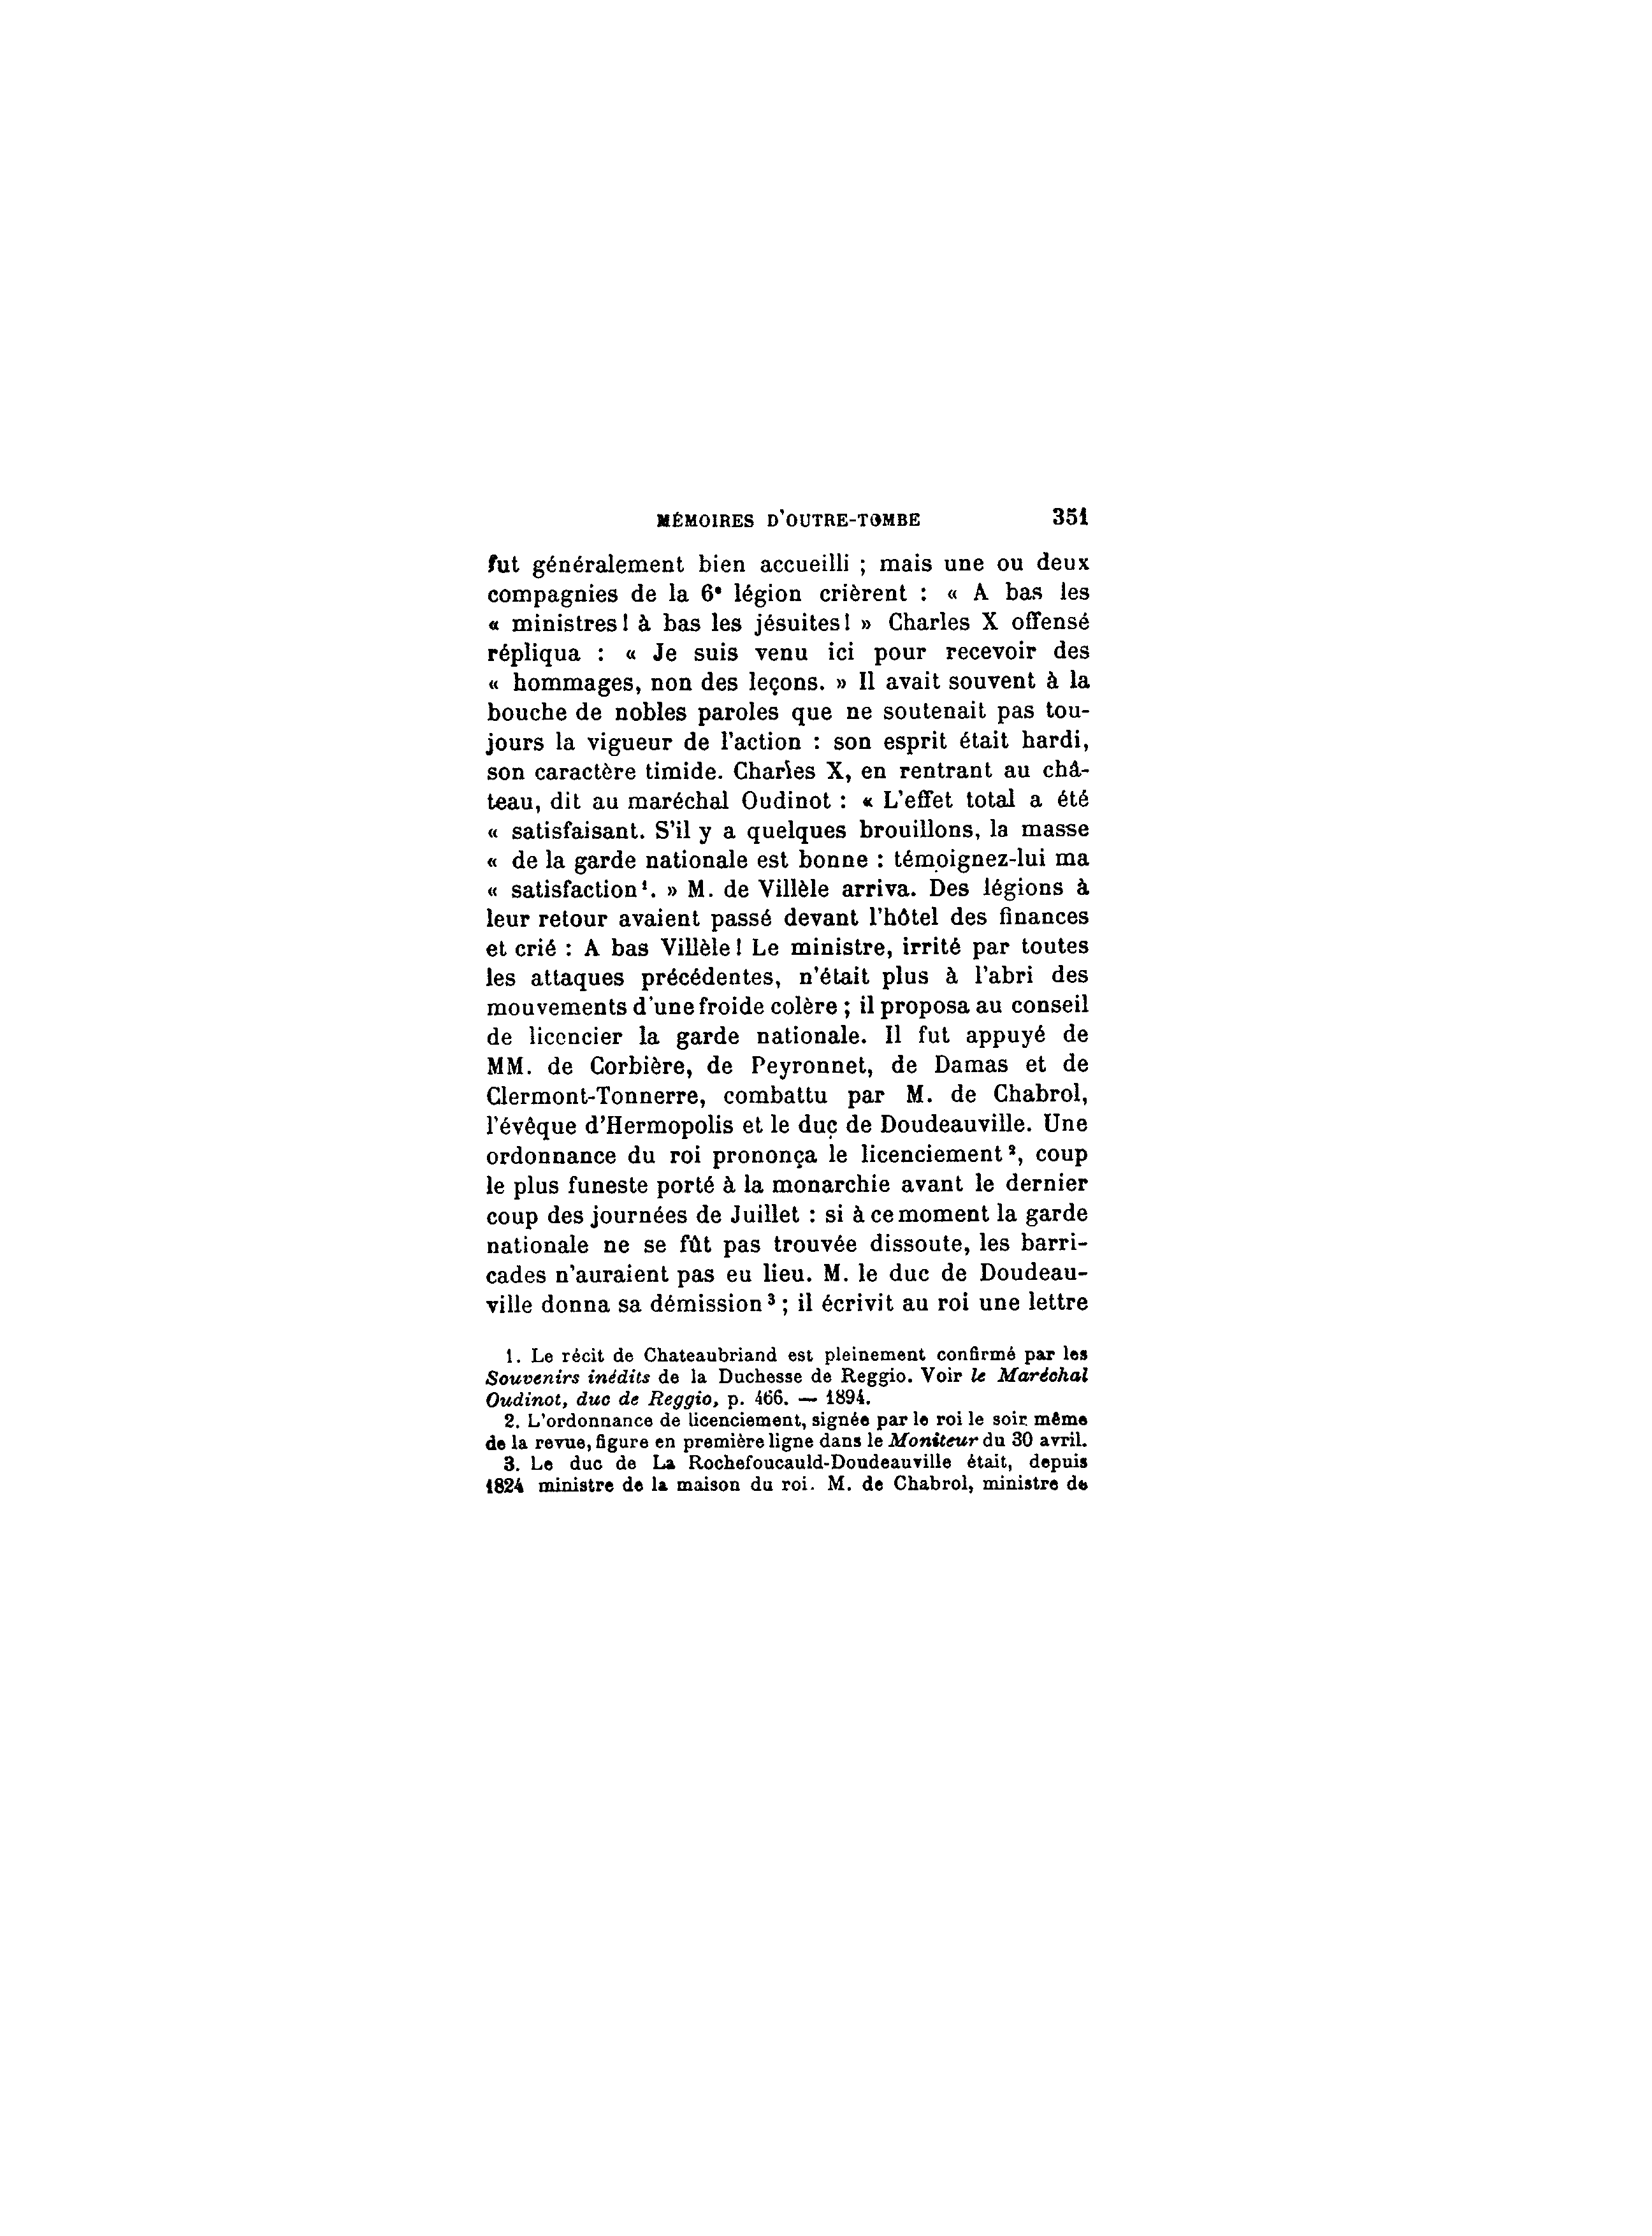 MÉMOIRES D'OUTRE-TOMBE 351
fut généralement bien accueilli ; mais une ou deux
compagnies de la 6e légion crièrent : « A bas les
« ministres! à bas les jésuites! » Charles X offensé
répliqua : « Je suis venu ici pour recevoir des
« hommages, non des leçons. » Il avait souvent à la
bouche de nobles paroles que ne soutenait pas tou-
jours la vigueur de l'action : son esprit était hardi,
son caractère timide. Charles X, en rentrant au châ-
teau, dit au maréchal Oudinot : « L'effet total a été
« satisfaisant. S'il y a quelques brouillons, la masse
« de la garde nationale est bonne : témoignez-lui ma
« satisfaction¹. » M. de Villèle arriva. Des légions à
leur retour avaient passé devant l'hôtel des finances
et crié : A bas Villèle! Le ministre, irrité par toutes
les attaques précédentes, n'était plus à l'abri des
mouvements d'une froide colère ; il proposa au conseil
de licencier la garde nationale. Il fut appuyé de
MM. de Corbière, de Peyronnet, de Damas et de
Clermont-Tonnerre, combattu par M. de Chabrol,
l'évêque d'Hermopolis et le duc de Doudeauville. Une
ordonnance du roi prononça le licenciement², coup
le plus funeste porté à la monarchie avant le dernier
coup des journées de Juillet : si à ce moment la garde
nationale ne se fût pas trouvée dissoute, les barri-
cades n'auraient pas eu lieu. M. le duc de Doudeau-
ville donna sa démission³ ; il écrivit au roi une lettre
1. Le récit de Chateaubriand est pleinement confirmé par les
Souvenirs inédits de la Duchesse de Reggio. Voir le Maréchal
Oudinot, duc de Reggio, p. 466. — 1894.
2. L'ordonnance de licenciement, signée par le roi le soir même
de la revue, figure en première ligne dans le Moniteur du 30 avril.
3. Le duc de La Rochefoucauld-Doudeauville était, depuis
1824 ministre de la maison du roi. M. de Chabrol, ministre de